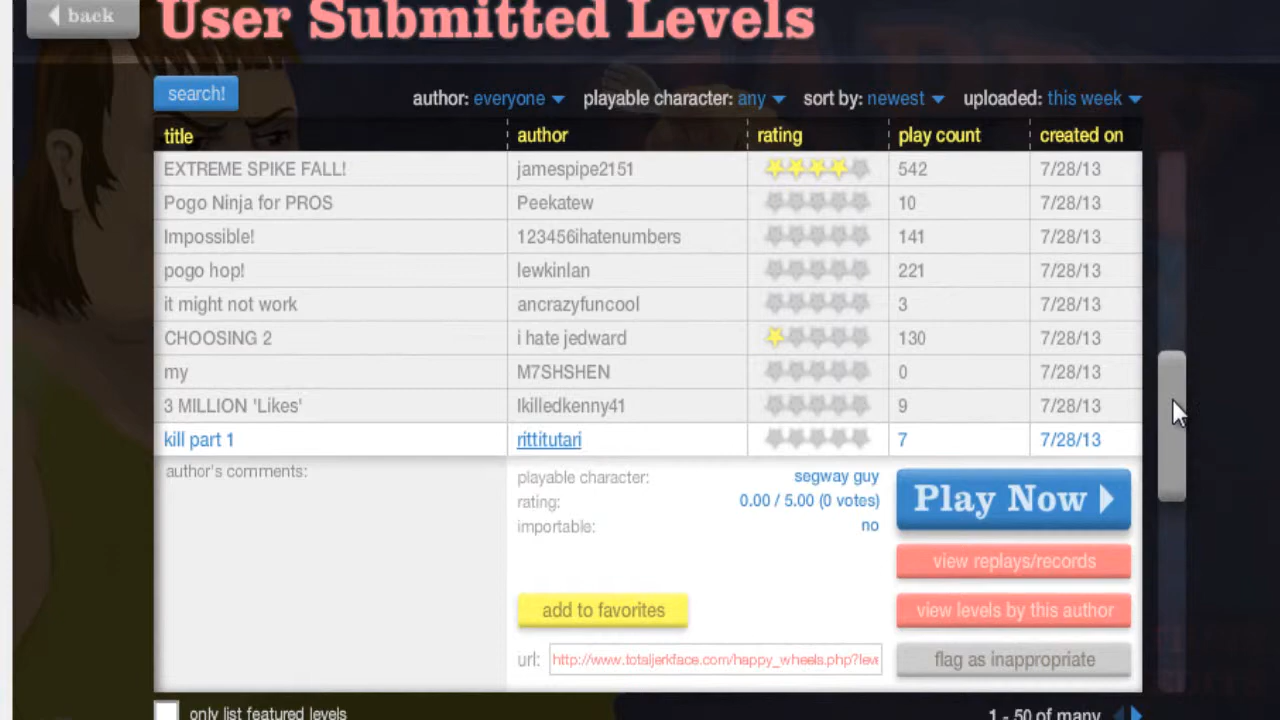 back
User Submitted Levels
search!
author: everyone playable character: any sort by: newest uploaded: this week
title author rating play count created on
EXTREME SPIKE FALL! jamespipe2151 542 7/28/13
Pogo Ninja for PROS Peekatew 10 7/28/13
Impossible! 123456ihatenumbers 141 7/28/13
pogo hop! lewkinlan 221 7/28/13
it might not work ancrazyfuncool 3 7/28/13
CHOOSING 2 i hate jedward 130 7/28/13
my M7SHSHEN 0 7/28/13
3 MILLION 'Likes' Ikilledkenny41 9 7/28/13
kill part 1 rittitutari 7 7/28/13
author's comments:
playable character: segway guy
rating: 0.00 / 5.00 (0 votes)
importable: no
Play Now
view replays/records
add to favorites
view levels by this author
url: http://www.totaljerkface.com/happy_wheels.php?leve
flag as inappropriate
only list featured levels
1 - 50 of many